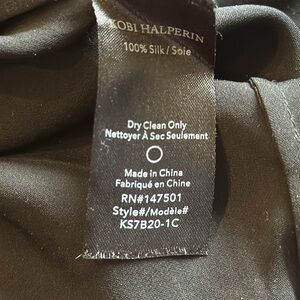 KOBI HALPERIN
100% Silk / Soie
Dry Clean Only
Nettoyer À Sec Seulement
Made in China
Fabriqué en Chine
RN#147501
Style#/Modèle#
KS7B20-1C